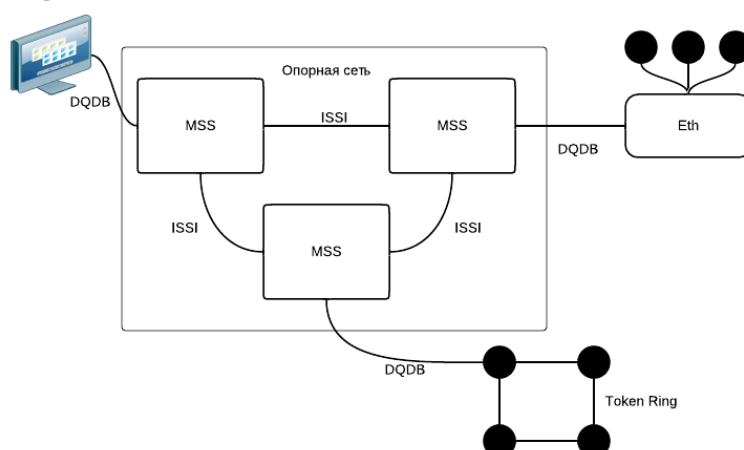 Опорная сеть
DQDB
MSS
ISSI
MSS
DQDB
Eth
ISSI
MSS
ISSI
DQDB
Token Ring